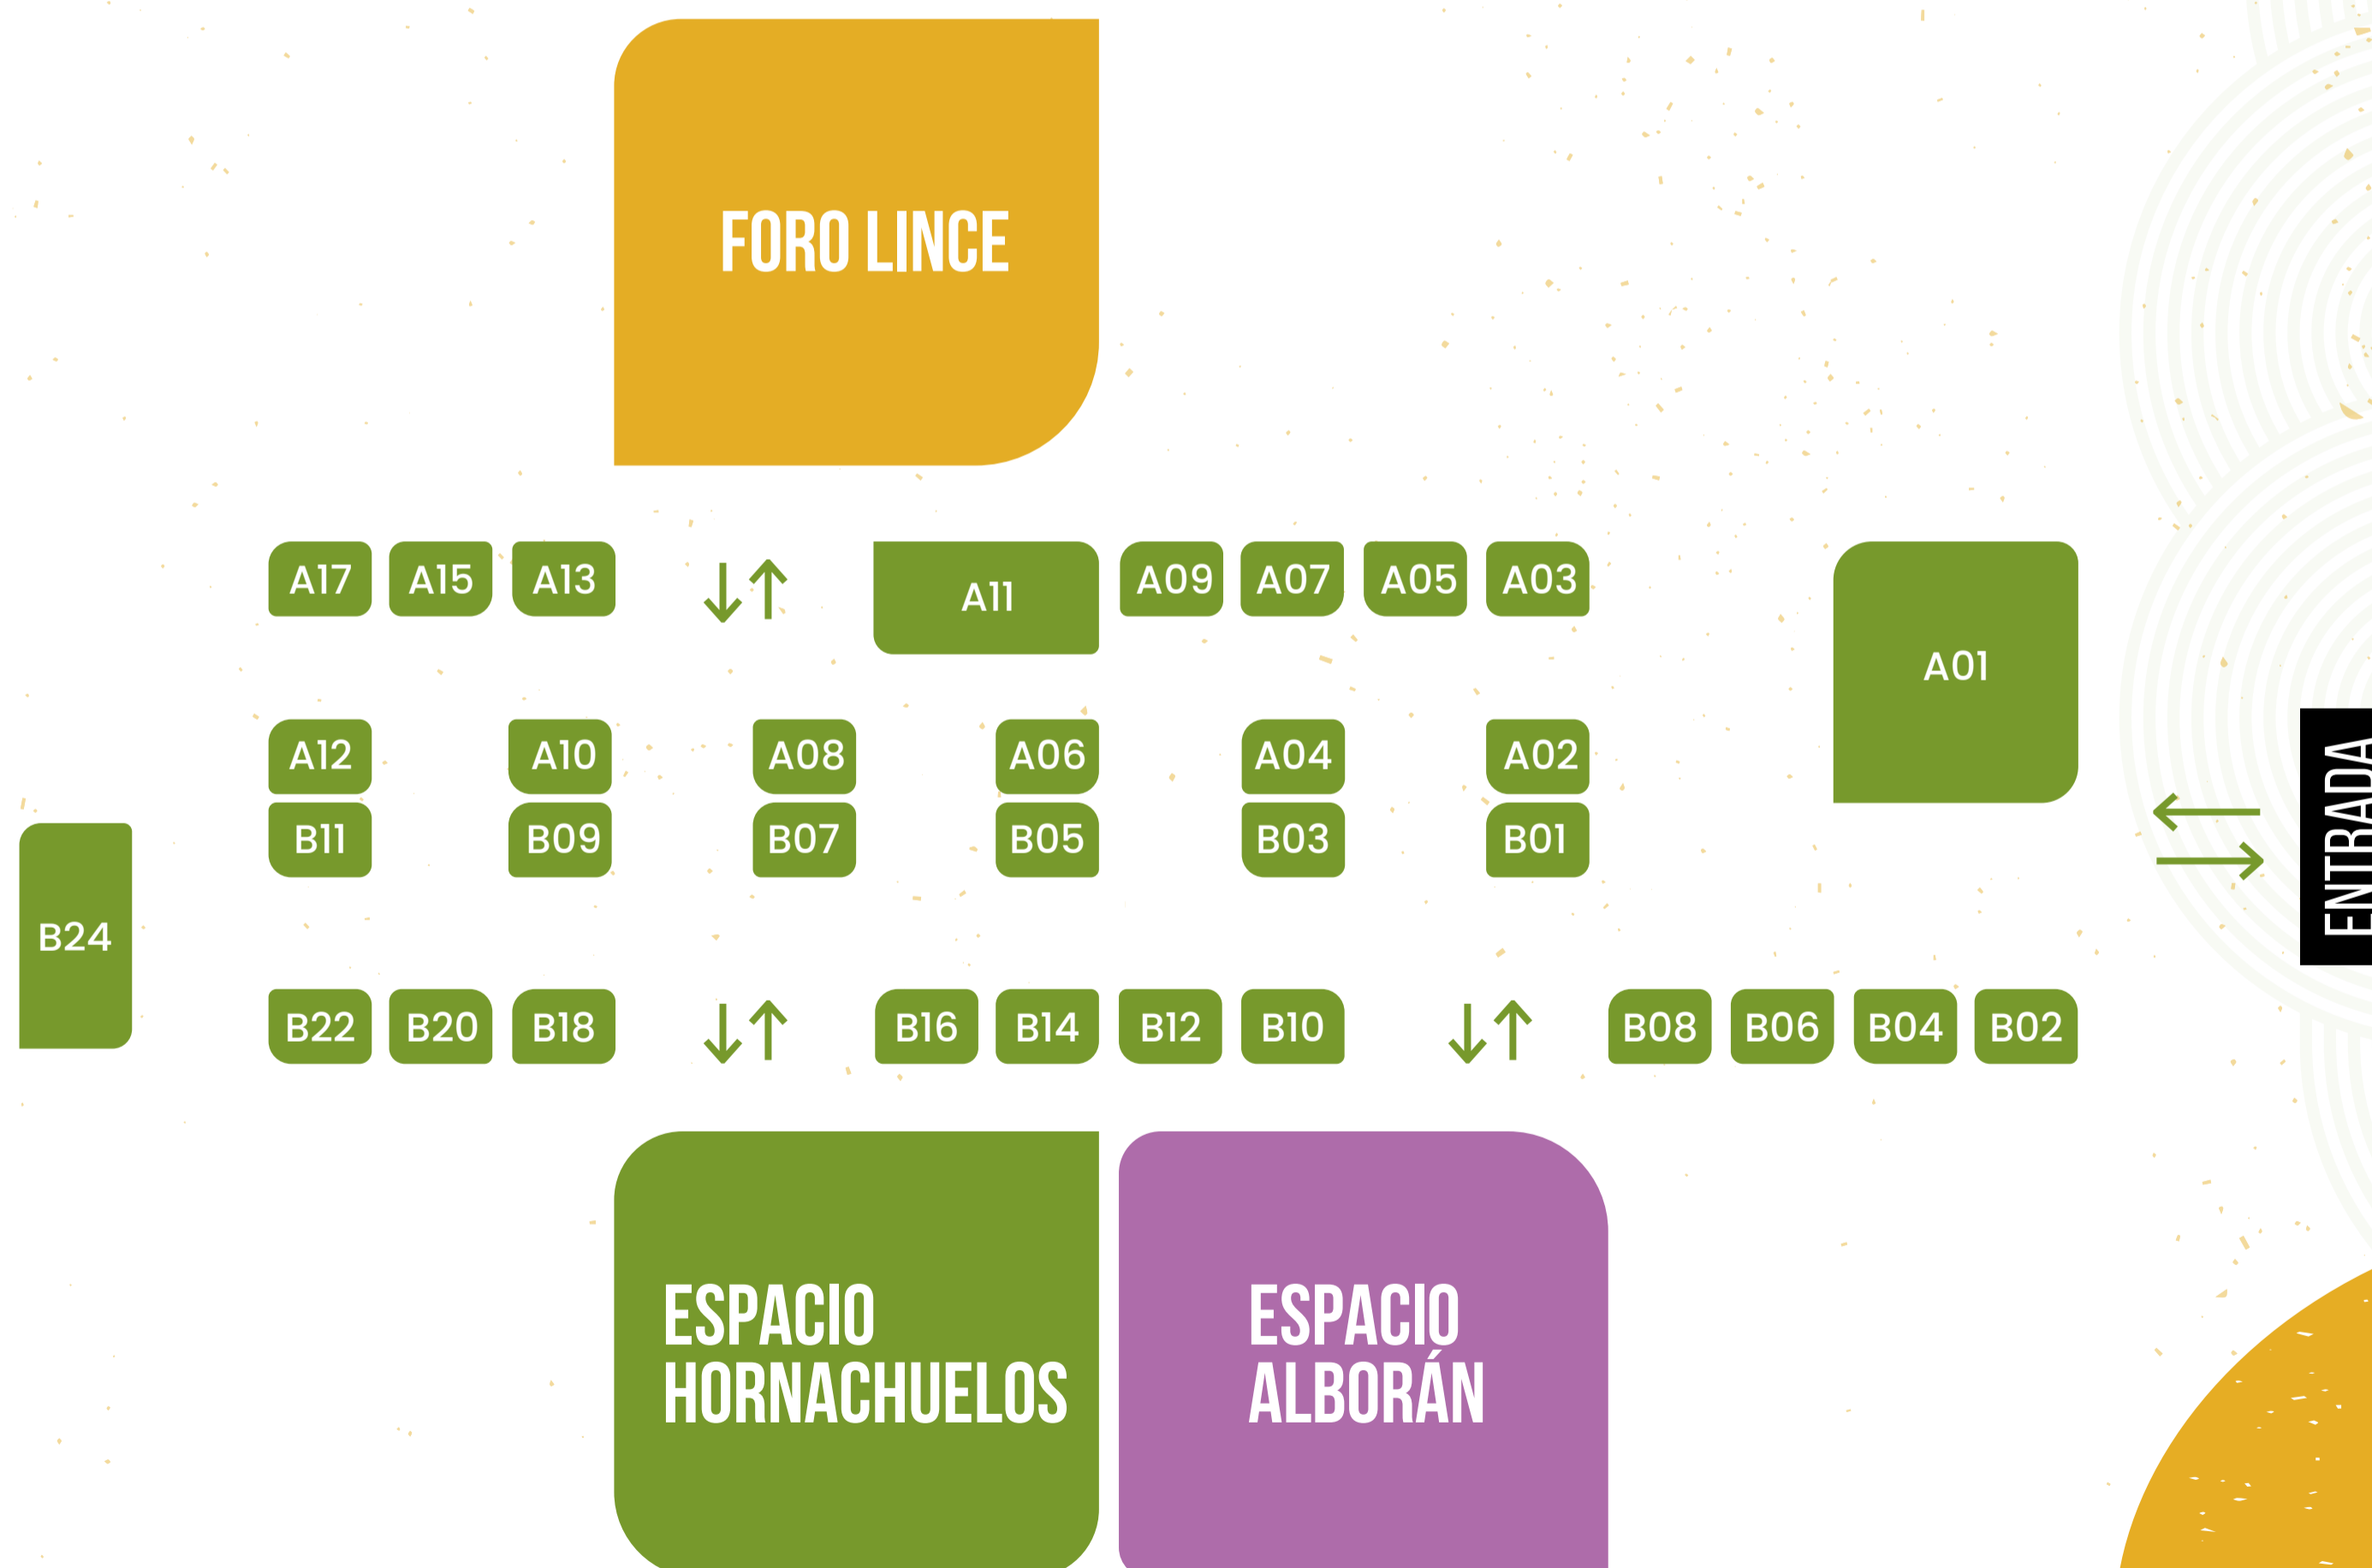 FORO LINCE
A17 A15 A13 A11 A09 A07 A05 A03
A01
A12 A10 A08 A06 A04 A02
B11 B09 B07 B05 B03 B01
ENTRADA
B24
B22 B20 B18 B16 B14 B12 B10 B08 B06 B04 B02
ESPACIO
HORNACHUELOS
ESPACIO
ALBORÁN